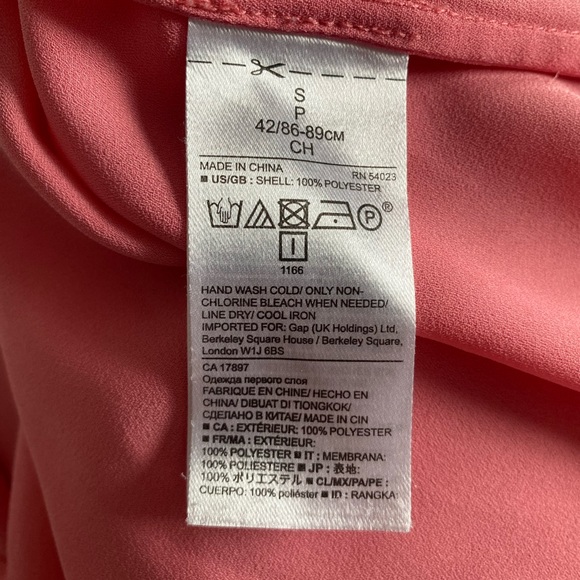 S
P
42/86-89см
CH
MADE IN CHINA RN 54023
■ US/GB : SHELL: 100% POLYESTER
P ®
I
1166
HAND WASH COLD/ ONLY NON-
CHLORINE BLEACH WHEN NEEDED/
LINE DRY/ COOL IRON
IMPORTED FOR: Gap (UK Holdings) Ltd,
Berkeley Square House / Berkeley Square,
London W1J 6BS
CA 17897
Одежда первого слоя
FABRIQUE EN CHINE/ HECHO EN
CHINA/ DIBUAT DI TIONGKOK/
СДЕЛАНО В КИТАЕ/ MADE IN CIN
■ CA : EXTÉRIEUR: 100% POLYESTER
■ FR/MA : EXTÉRIEUR:
100% POLYESTER ■ IT : MEMBRANA:
100% POLIESTERE ■ JP : 表地:
100% ポリエステル ■ CL/MX/PA/PE :
CUERPO: 100% poliéster ■ ID : RANGKA: